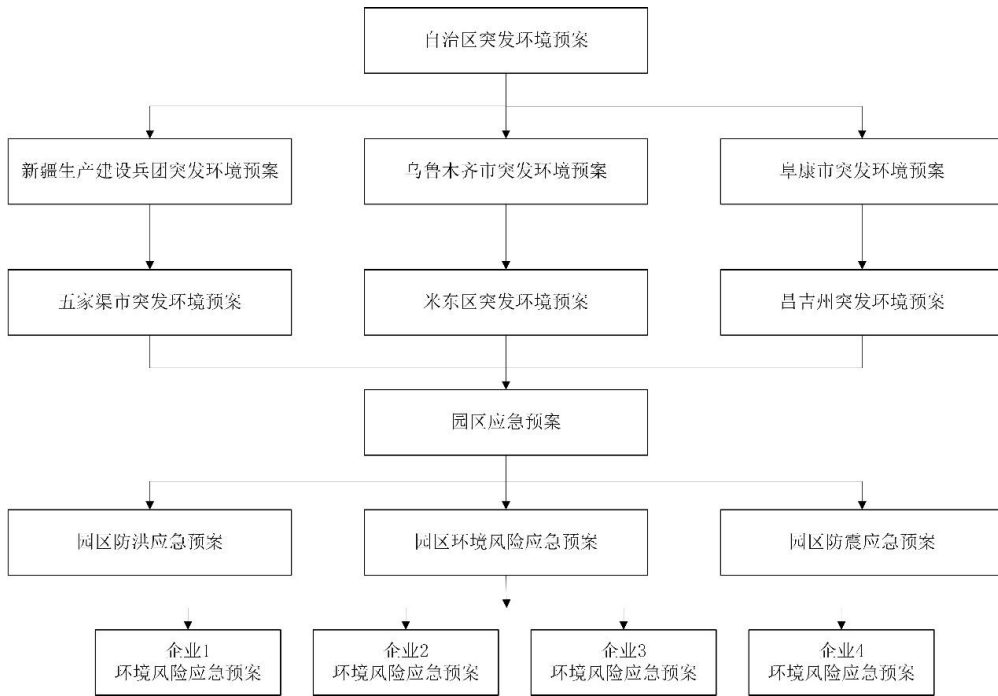 自治区突发环境预案
新疆生产建设兵团突发环境预案
乌鲁木齐市突发环境预案
阜康市突发环境预案
五家渠市突发环境预案
米东区突发环境预案
昌吉州突发环境预案
园区应急预案
园区防洪应急预案
园区环境风险应急预案
园区防震应急预案
企业1
环境风险应急预案
企业2
环境风险应急预案
企业3
环境风险应急预案
企业4
环境风险应急预案